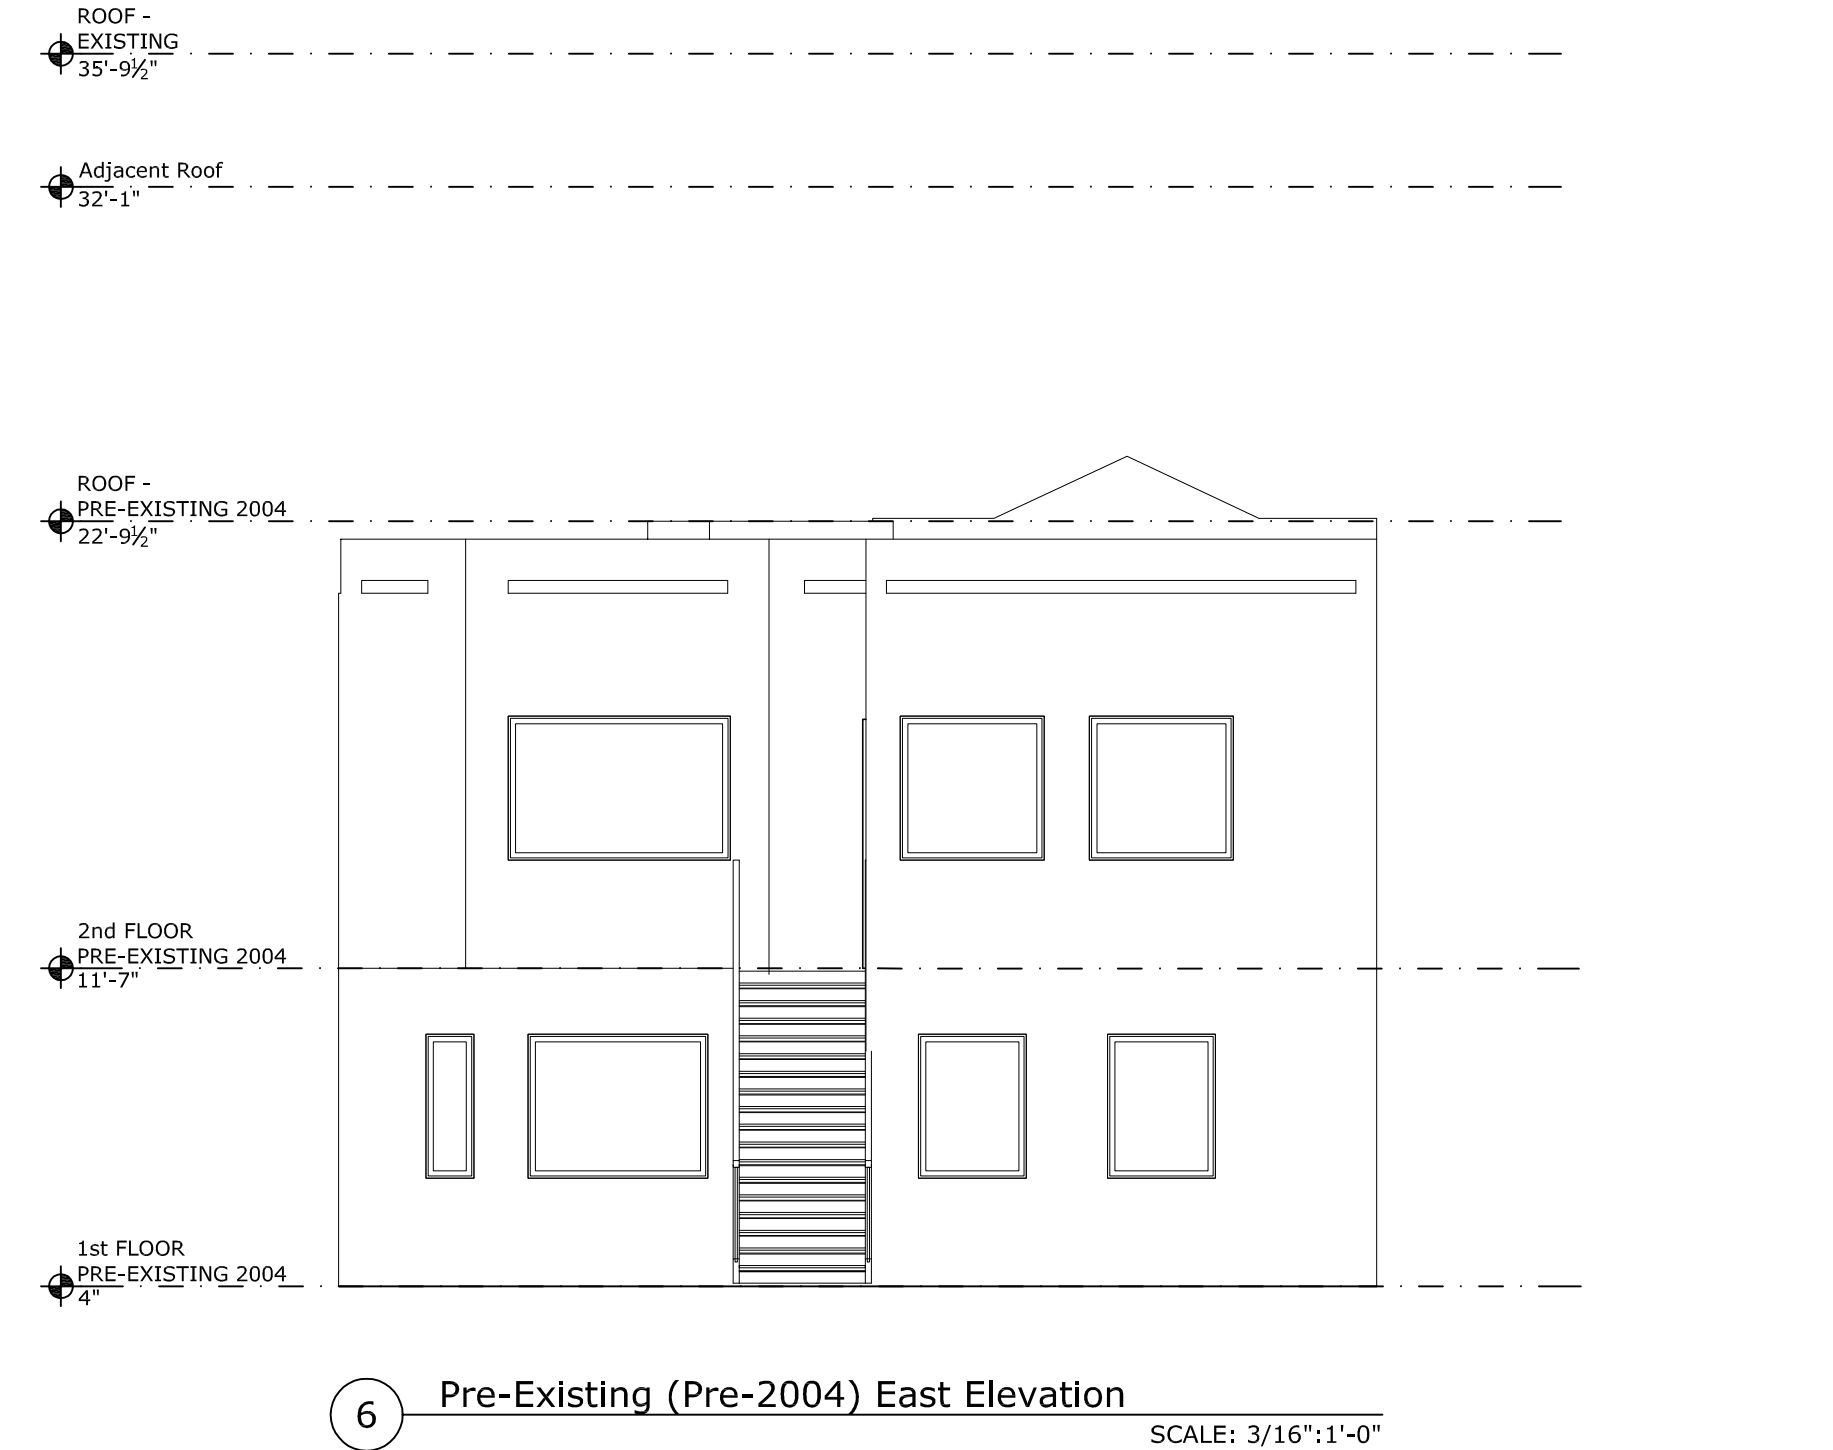 ROOF -
EXISTING
35'-9½"
Adjacent Roof
32'-1"
ROOF -
PRE-EXISTING 2004
22'-9½"
2nd FLOOR
PRE-EXISTING 2004
11'-7"
1st FLOOR
PRE-EXISTING 2004
4"
6
Pre-Existing (Pre-2004) East Elevation
SCALE: 3/16":1'-0"